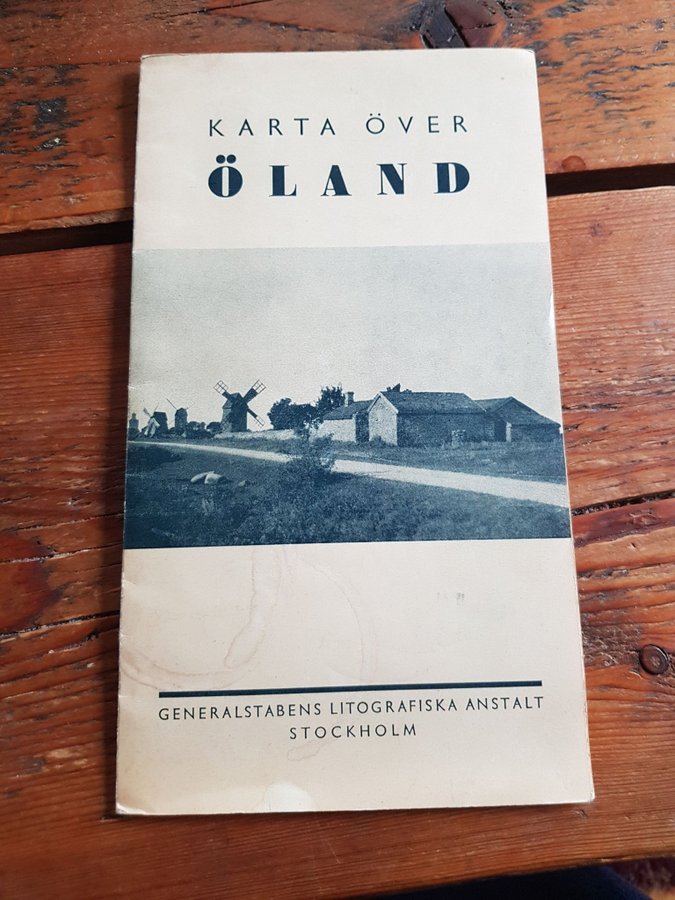 KARTA ÖVER
ÖLAND
GENERALSTABENS LITOGRAFISKA ANSTALT
STOCKHOLM